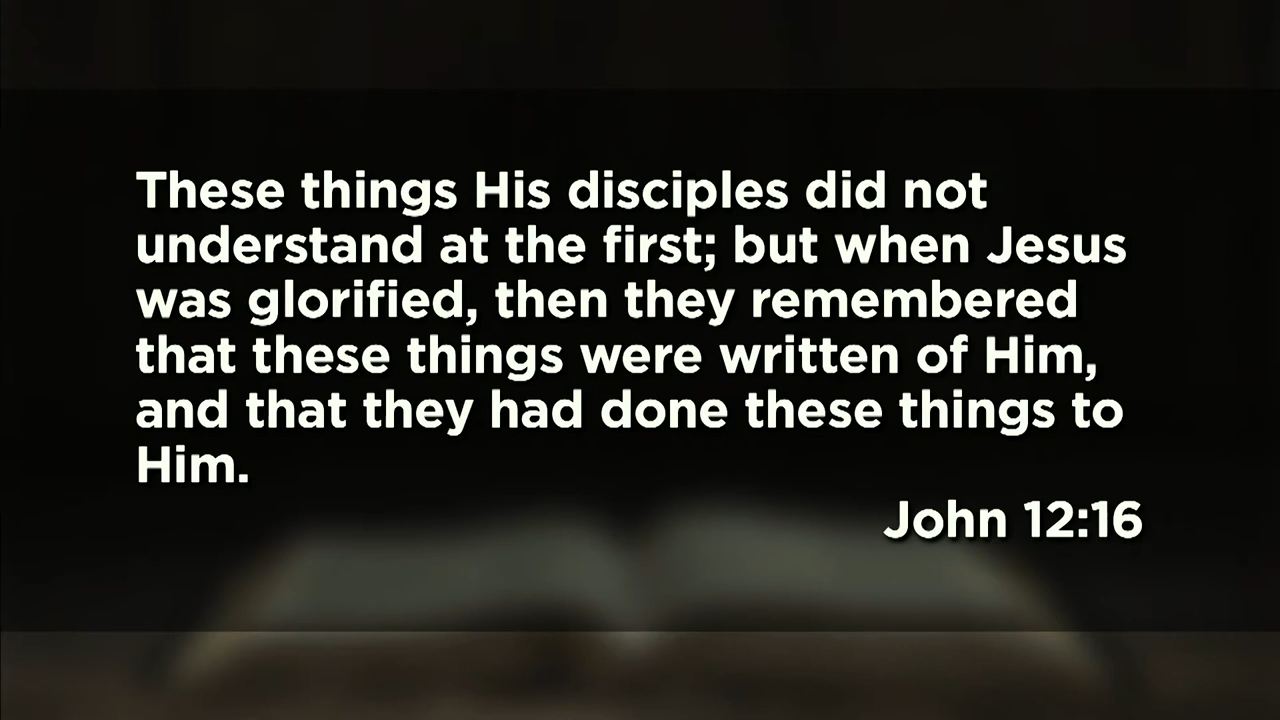 These things His disciples did not
understand at the first; but when Jesus
was glorified, then they remembered
that these things were written of Him,
and that they had done these things to
Him.
John 12:16